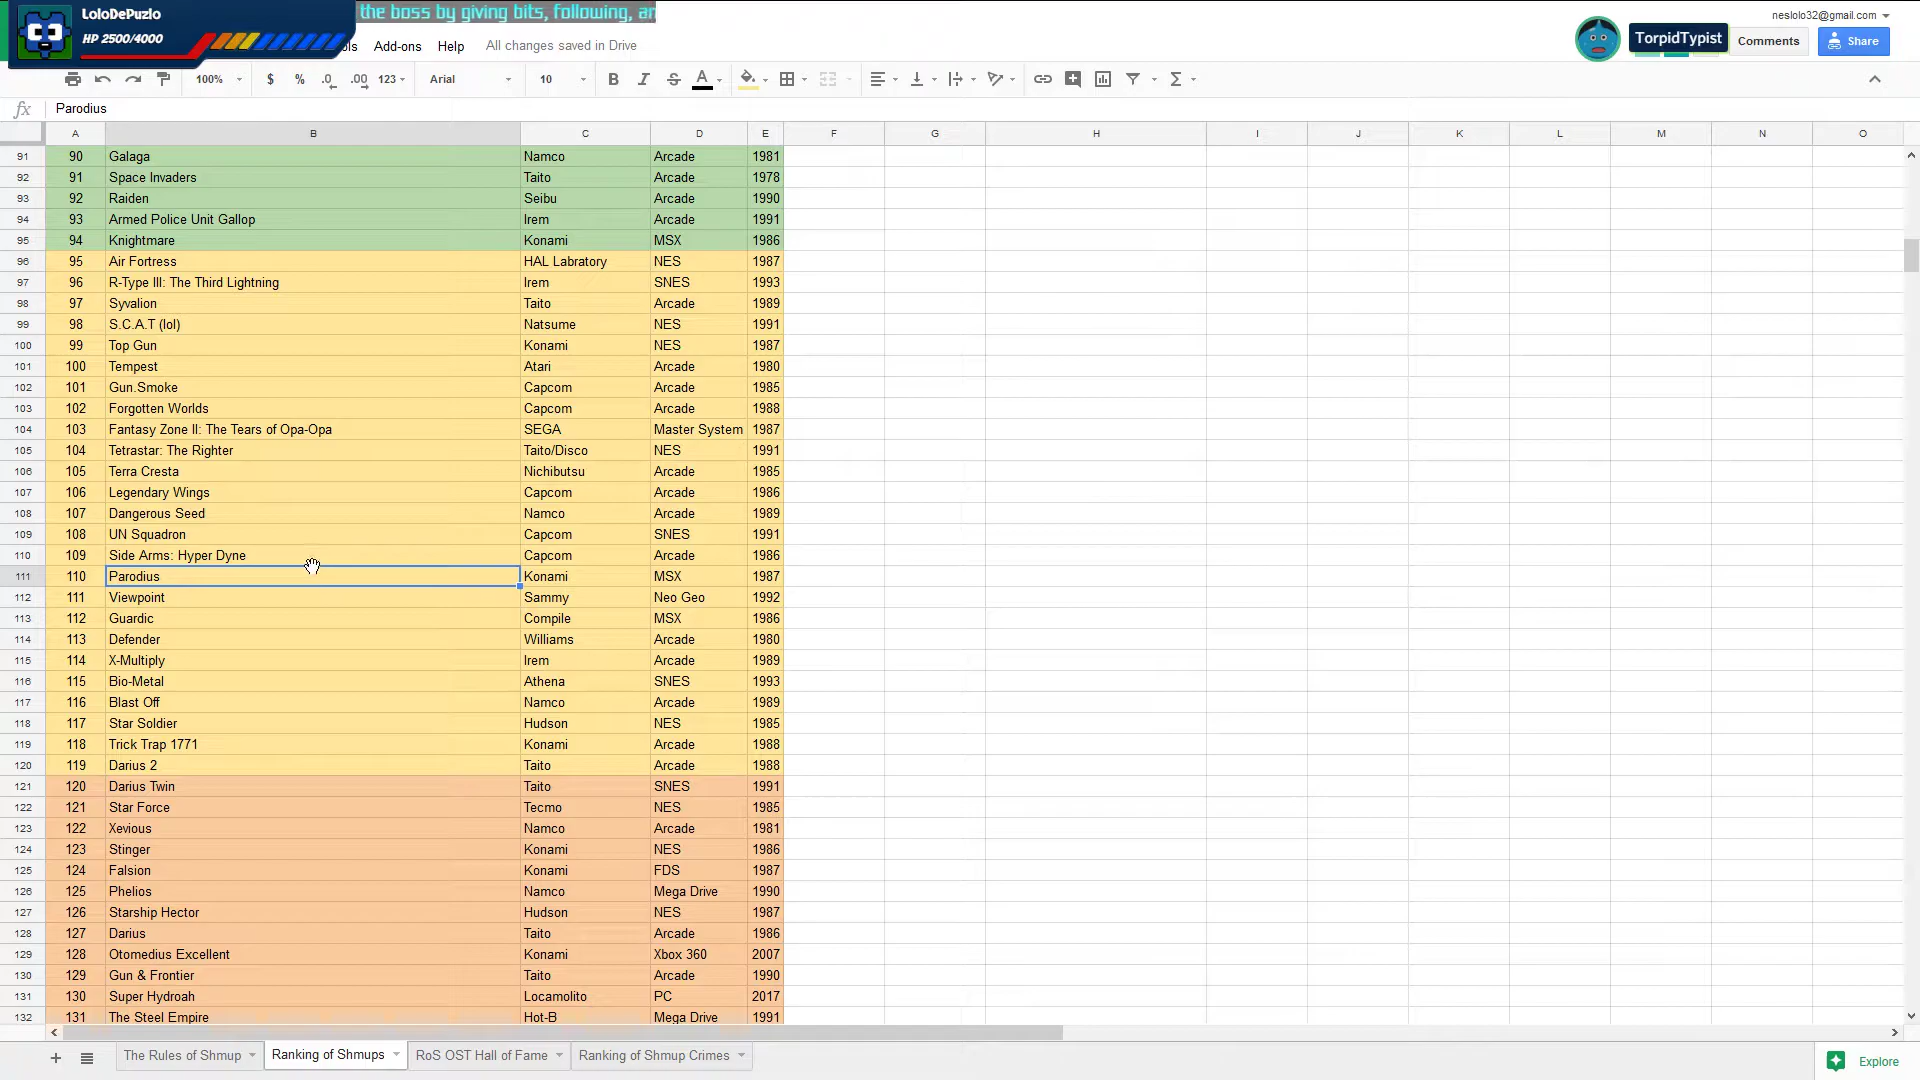 LoloDePuzlo
HP 2500/4000
the boss by giving bits, following, an
ols Add-ons Help All changes saved in Drive
neslolo32@gmail.com
TorpidTypist Comments Share
100% $ % .0 .00 123 Arial 10 B I S A
fx Parodius
A B C D E F G H I J K L M N O
91 90 Galaga Namco Arcade 1981
92 91 Space Invaders Taito Arcade 1978
93 92 Raiden Seibu Arcade 1990
94 93 Armed Police Unit Gallop Irem Arcade 1991
95 94 Knightmare Konami MSX 1986
96 95 Air Fortress HAL Labratory NES 1987
97 96 R-Type III: The Third Lightning Irem SNES 1993
98 97 Syvalion Taito Arcade 1989
99 98 S.C.A.T (lol) Natsume NES 1991
100 99 Top Gun Konami NES 1987
101 100 Tempest Atari Arcade 1980
102 101 Gun.Smoke Capcom Arcade 1985
103 102 Forgotten Worlds Capcom Arcade 1988
104 103 Fantasy Zone II: The Tears of Opa-Opa SEGA Master System 1987
105 104 Tetrastar: The Righter Taito/Disco NES 1991
106 105 Terra Cresta Nichibutsu Arcade 1985
107 106 Legendary Wings Capcom Arcade 1986
108 107 Dangerous Seed Namco Arcade 1989
109 108 UN Squadron Capcom SNES 1991
110 109 Side Arms: Hyper Dyne Capcom Arcade 1986
111 110 Parodius Konami MSX 1987
112 111 Viewpoint Sammy Neo Geo 1992
113 112 Guardic Compile MSX 1986
114 113 Defender Williams Arcade 1980
115 114 X-Multiply Irem Arcade 1989
116 115 Bio-Metal Athena SNES 1993
117 116 Blast Off Namco Arcade 1989
118 117 Star Soldier Hudson NES 1985
119 118 Trick Trap 1771 Konami Arcade 1988
120 119 Darius 2 Taito Arcade 1988
121 120 Darius Twin Taito SNES 1991
122 121 Star Force Tecmo NES 1985
123 122 Xevious Namco Arcade 1981
124 123 Stinger Konami NES 1986
125 124 Falsion Konami FDS 1987
126 125 Phelios Namco Mega Drive 1990
127 126 Starship Hector Hudson NES 1987
128 127 Darius Taito Arcade 1986
129 128 Otomedius Excellent Konami Xbox 360 2007
130 129 Gun & Frontier Taito Arcade 1990
131 130 Super Hydroah Locamolito PC 2017
132 131 The Steel Empire Hot-B Mega Drive 1991
The Rules of Shmup Ranking of Shmups RoS OST Hall of Fame Ranking of Shmup Crimes Explore